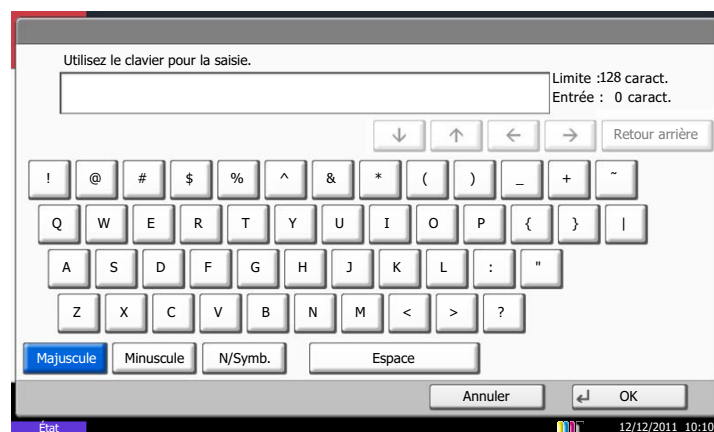 Utilisez le clavier pour la saisie.
Limite :128 caract.
Entrée : 0 caract.
↓ ↑ ← → Retour arrière
! @ # $ % ^ & * ( ) _ + ~
Q W E R T Y U I O P { } |
A S D F G H J K L : "
Z X C V B N M < > ?
Majuscule Minuscule N/Symb. Espace
Annuler OK
État 12/12/2011 10:10